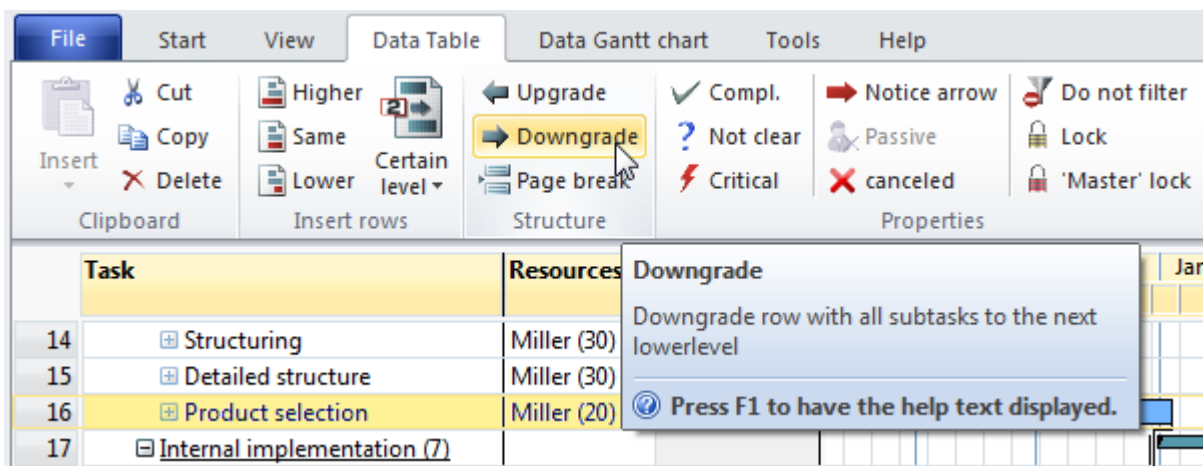 File Start View Data Table Data Gantt chart Tools Help
Cut Higher Upgrade Compl. Notice arrow Do not filter
Copy Same Downgrade Not clear Passive Lock
Insert Certain
Delete Lower level Page break Critical canceled 'Master' lock
Clipboard Insert rows Structure Properties
Task Resources Downgrade Jan
Downgrade row with all subtasks to the next
14 Structuring Miller (30) lowerlevel
15 Detailed structure Miller (30)
16 Product selection Miller (20) Press F1 to have the help text displayed.
17 Internal implementation (7)